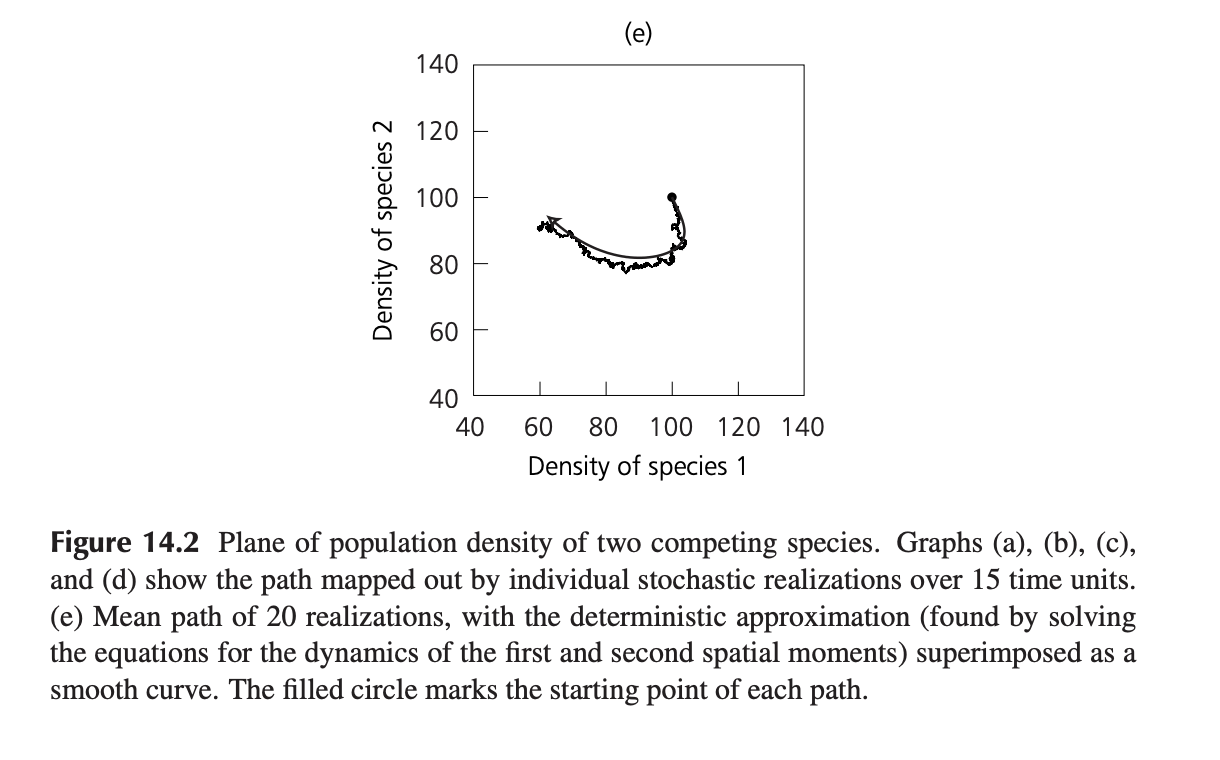 (e)
140
120
100
80
60
40
Density of species 2
40 60 80 100 120 140
Density of species 1
Figure 14.2 Plane of population density of two competing species. Graphs (a), (b), (c),
and (d) show the path mapped out by individual stochastic realizations over 15 time units.
(e) Mean path of 20 realizations, with the deterministic approximation (found by solving
the equations for the dynamics of the first and second spatial moments) superimposed as a
smooth curve. The filled circle marks the starting point of each path.